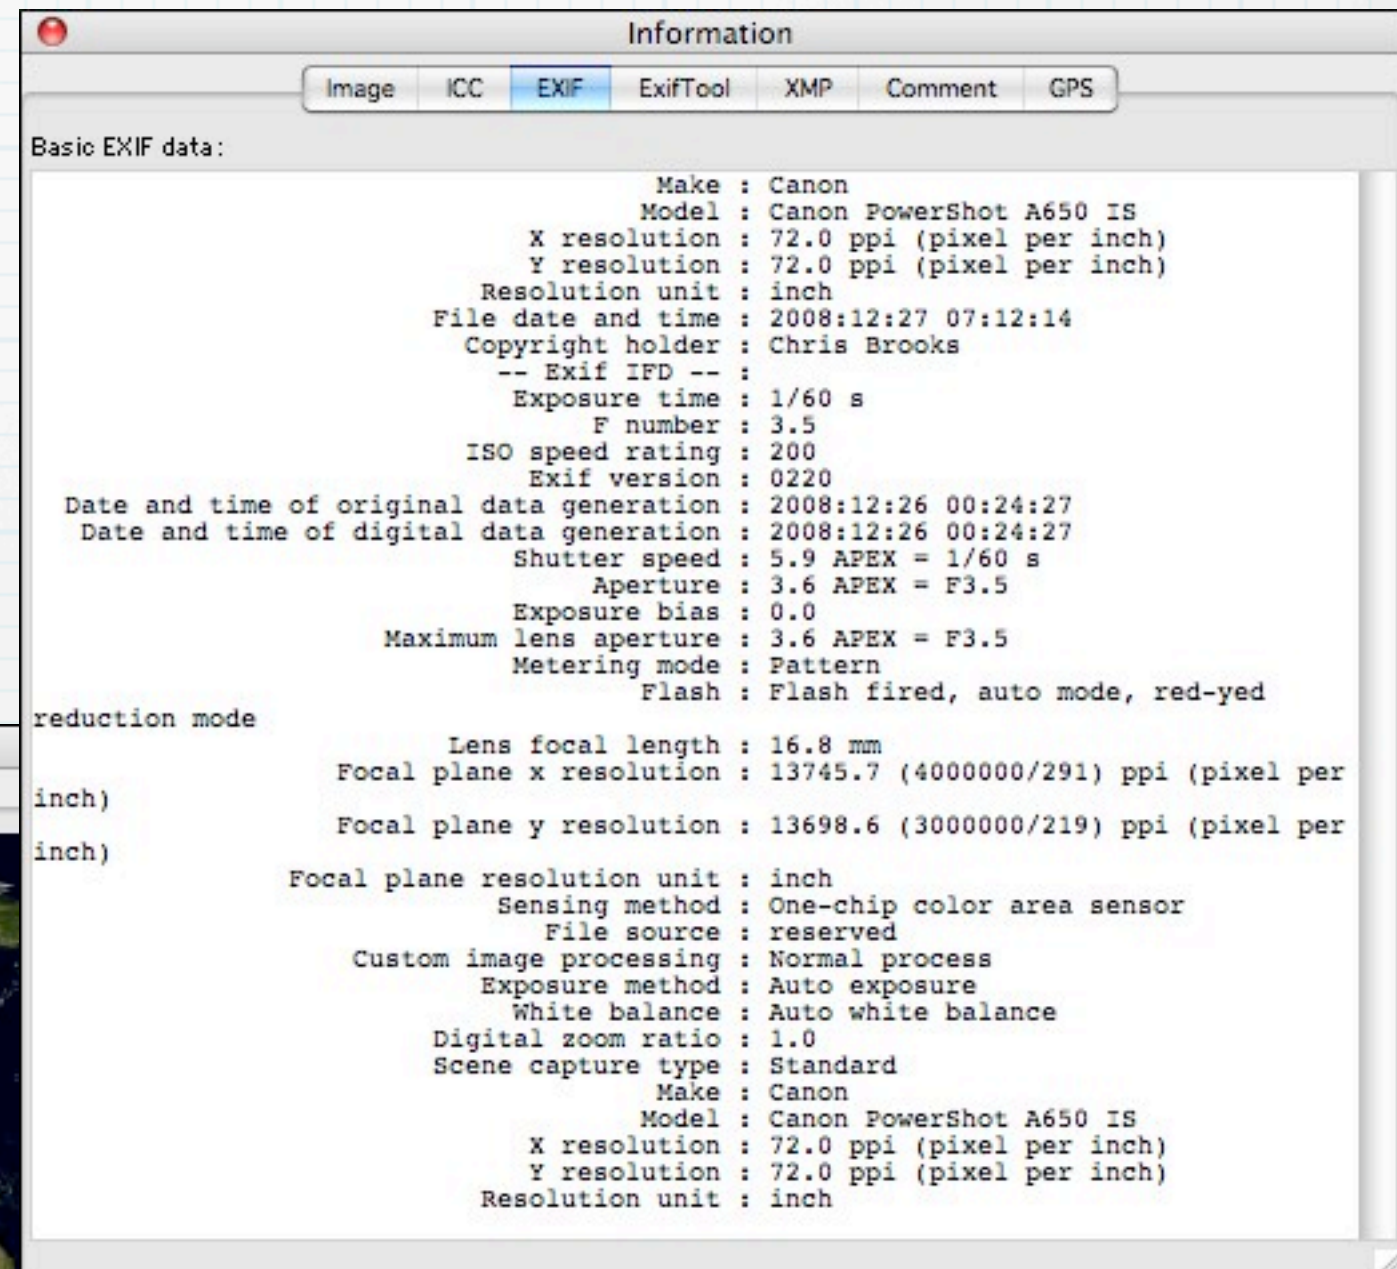 Information
Image ICC EXIF ExifTool XMP Comment GPS
Basic EXIF data:
Make : Canon
Model : Canon PowerShot A650 IS
X resolution : 72.0 ppi (pixel per inch)
Y resolution : 72.0 ppi (pixel per inch)
Resolution unit : inch
File date and time : 2008:12:27 07:12:14
Copyright holder : Chris Brooks
-- Exif IFD -- :
Exposure time : 1/60 s
F number : 3.5
ISO speed rating : 200
Exif version : 0220
Date and time of original data generation : 2008:12:26 00:24:27
Date and time of digital data generation : 2008:12:26 00:24:27
Shutter speed : 5.9 APEX = 1/60 s
Aperture : 3.6 APEX = F3.5
Exposure bias : 0.0
Maximum lens aperture : 3.6 APEX = F3.5
Metering mode : Pattern
Flash : Flash fired, auto mode, red-yed
reduction mode
Lens focal length : 16.8 mm
Focal plane x resolution : 13745.7 (4000000/291) ppi (pixel per
inch)
Focal plane y resolution : 13698.6 (3000000/219) ppi (pixel per
inch)
Focal plane resolution unit : inch
Sensing method : One-chip color area sensor
File source : reserved
Custom image processing : Normal process
Exposure method : Auto exposure
White balance : Auto white balance
Digital zoom ratio : 1.0
Scene capture type : Standard
Make : Canon
Model : Canon PowerShot A650 IS
X resolution : 72.0 ppi (pixel per inch)
Y resolution : 72.0 ppi (pixel per inch)
Resolution unit : inch